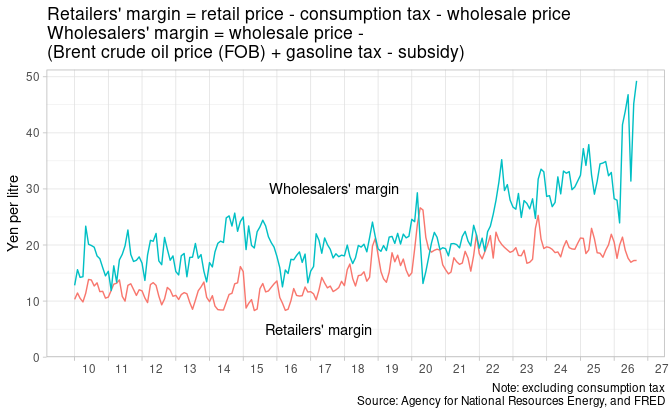 Retailers' margin = retail price - consumption tax - wholesale price
Wholesalers' margin = wholesale price -
(Brent crude oil price (FOB) + gasoline tax - subsidy)
50
40
30
20
10
0
Yen per litre
Wholesalers' margin
Retailers' margin
10 11 12 13 14 15 16 17 18 19 20 21 22 23 24 25 26 27
Note: excluding consumption tax
Source: Agency for National Resources Energy, and FRED